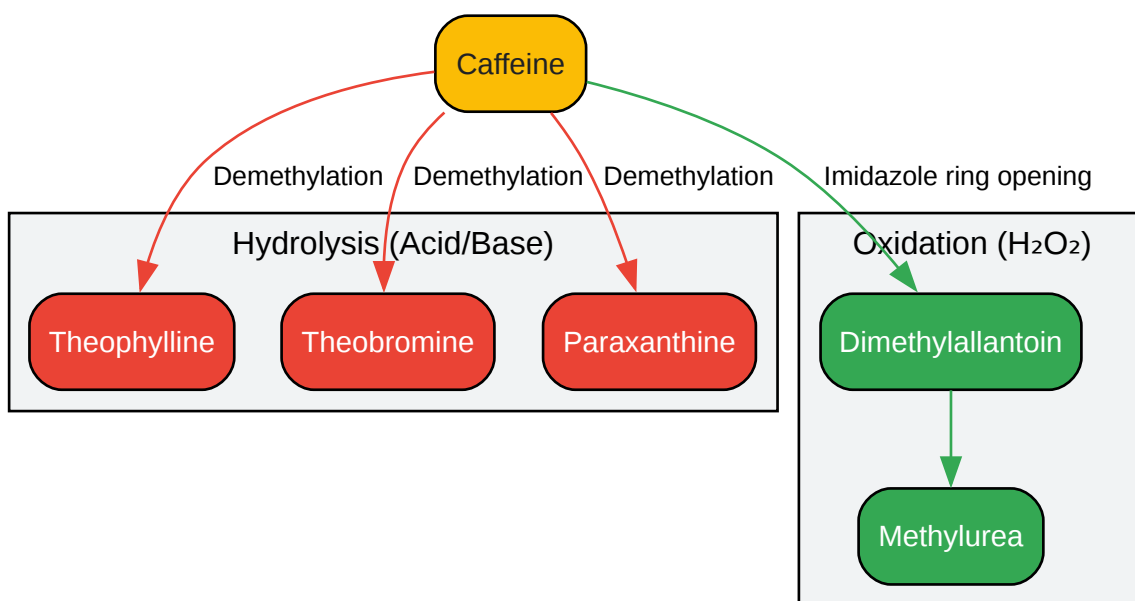 Caffeine
Demethylation
Demethylation
Demethylation
Imidazole ring opening
Hydrolysis (Acid/Base)
Oxidation (H₂O₂)
Theophylline
Theobromine
Paraxanthine
Dimethylallantoin
Methylurea